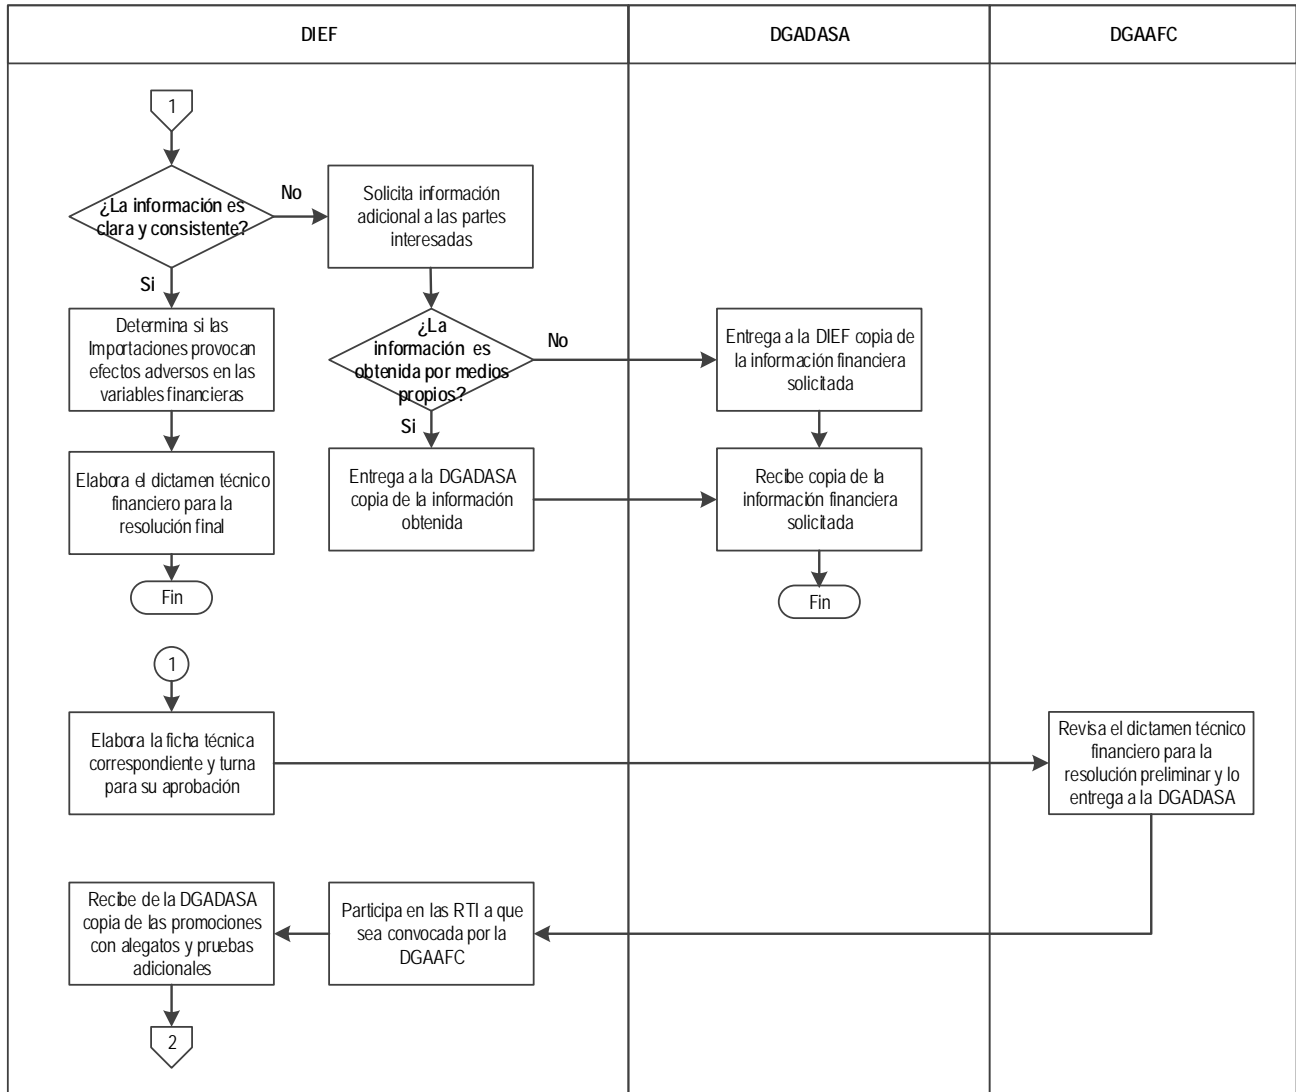 DIEF
DGADASA
DGAAFC
1
¿La información es
clara y consistente?
No
Solicita información
adicional a las partes
interesadas
Si
Determina si las
Importaciones provocan
efectos adversos en las
variables financieras
¿La
información es
obtenida por medios
propios?
No
Entrega a la DIEF copia de
la información financiera
solicitada
Si
Elabora el dictamen técnico
financiero para la
resolución final
Entrega a la DGADASA
copia de la información
obtenida
Recibe copia de la
información financiera
solicitada
Fin
Fin
1
Elabora la ficha técnica
correspondiente y turna
para su aprobación
Revisa el dictamen técnico
financiero para la
resolución preliminar y lo
entrega a la DGADASA
Recibe de la DGADASA
copia de las promociones
con alegatos y pruebas
adicionales
Participa en las RTI a que
sea convocada por la
DGAAFC
2